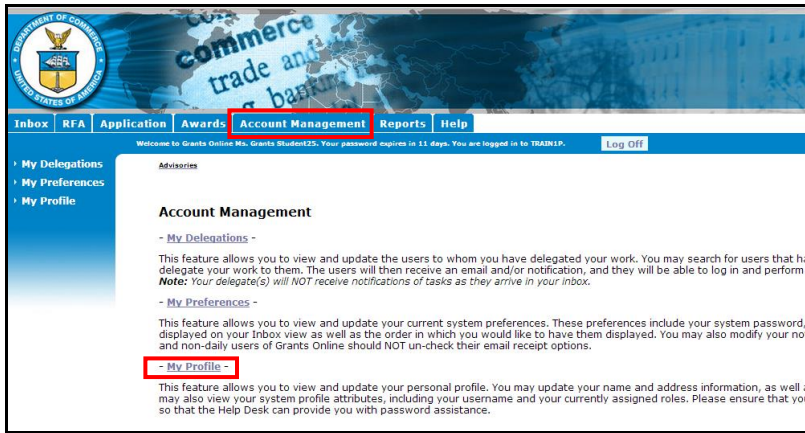 DEPARTMENT OF COMMERCE
UNITED STATES OF AMERICA
commerce
trade and
banking
Inbox RFA Application Awards Account Management Reports Help
Welcome to Grants Online Ms. Grants Student25. Your password expires in 11 days. You are logged in to TRAIN1P. Log Off
My Delegations
My Preferences
My Profile
Advisories
Account Management
- My Delegations -
This feature allows you to view and update the users to whom you have delegated your work. You may search for users that ha
delegate your work to them. The users will then receive an email and/or notification, and they will be able to log in and perform
Note: Your delegate(s) will NOT receive notifications of tasks as they arrive in your inbox.
- My Preferences -
This feature allows you to view and update your current system preferences. These preferences include your system password,
displayed on your Inbox view as well as the order in which you would like to have them displayed. You may also modify your no
and non-daily users of Grants Online should NOT un-check their email receipt options.
- My Profile -
This feature allows you to view and update your personal profile. You may update your name and address information, as well a
may also view your system profile attributes, including your username and your currently assigned roles. Please ensure that you
so that the Help Desk can provide you with password assistance.